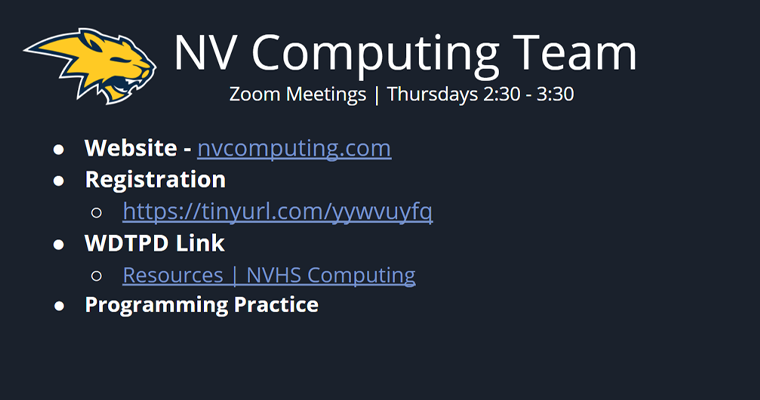 NV Computing Team
Zoom Meetings | Thursdays 2:30 - 3:30
● Website - nvcomputing.com
● Registration
○ https://tinyurl.com/yywvuyfq
● WDTPD Link
○ Resources | NVHS Computing
● Programming Practice